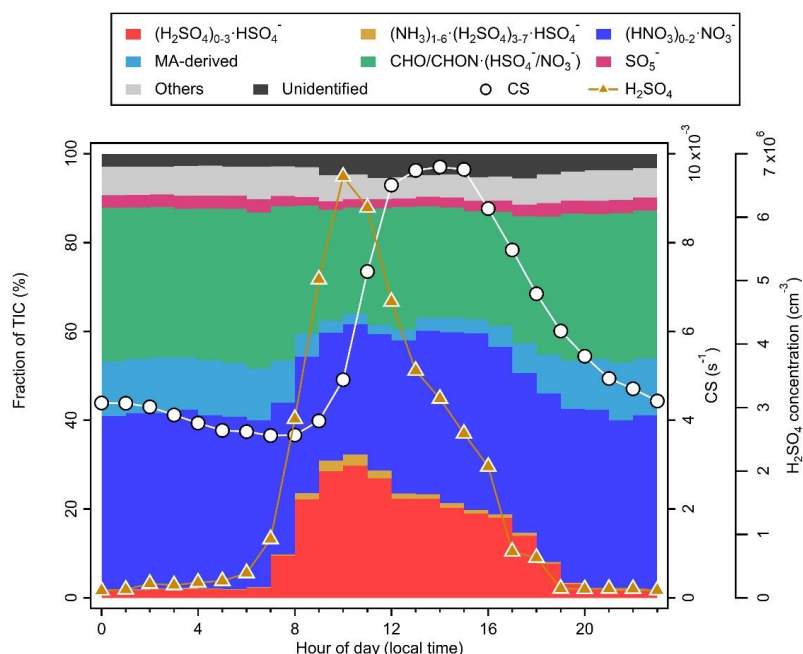 (H₂SO₄)₀₋₃·HSO₄⁻ (NH₃)₁₋₆·(H₂SO₄)₃₋₇·HSO₄⁻ (HNO₃)₀₋₂·NO₃⁻
MA-derived CHO/CHON·(HSO₄⁻/NO₃⁻) SO₅⁻
Others Unidentified CS H₂SO₄
100
80
60
40
20
0
Fraction of TIC (%)
10 x10⁻³
8
6
4
2
0
CS (s⁻¹)
7 x10⁶
6
5
4
3
2
1
0
H₂SO₄ concentration (cm⁻³)
0 4 8 12 16 20
Hour of day (local time)